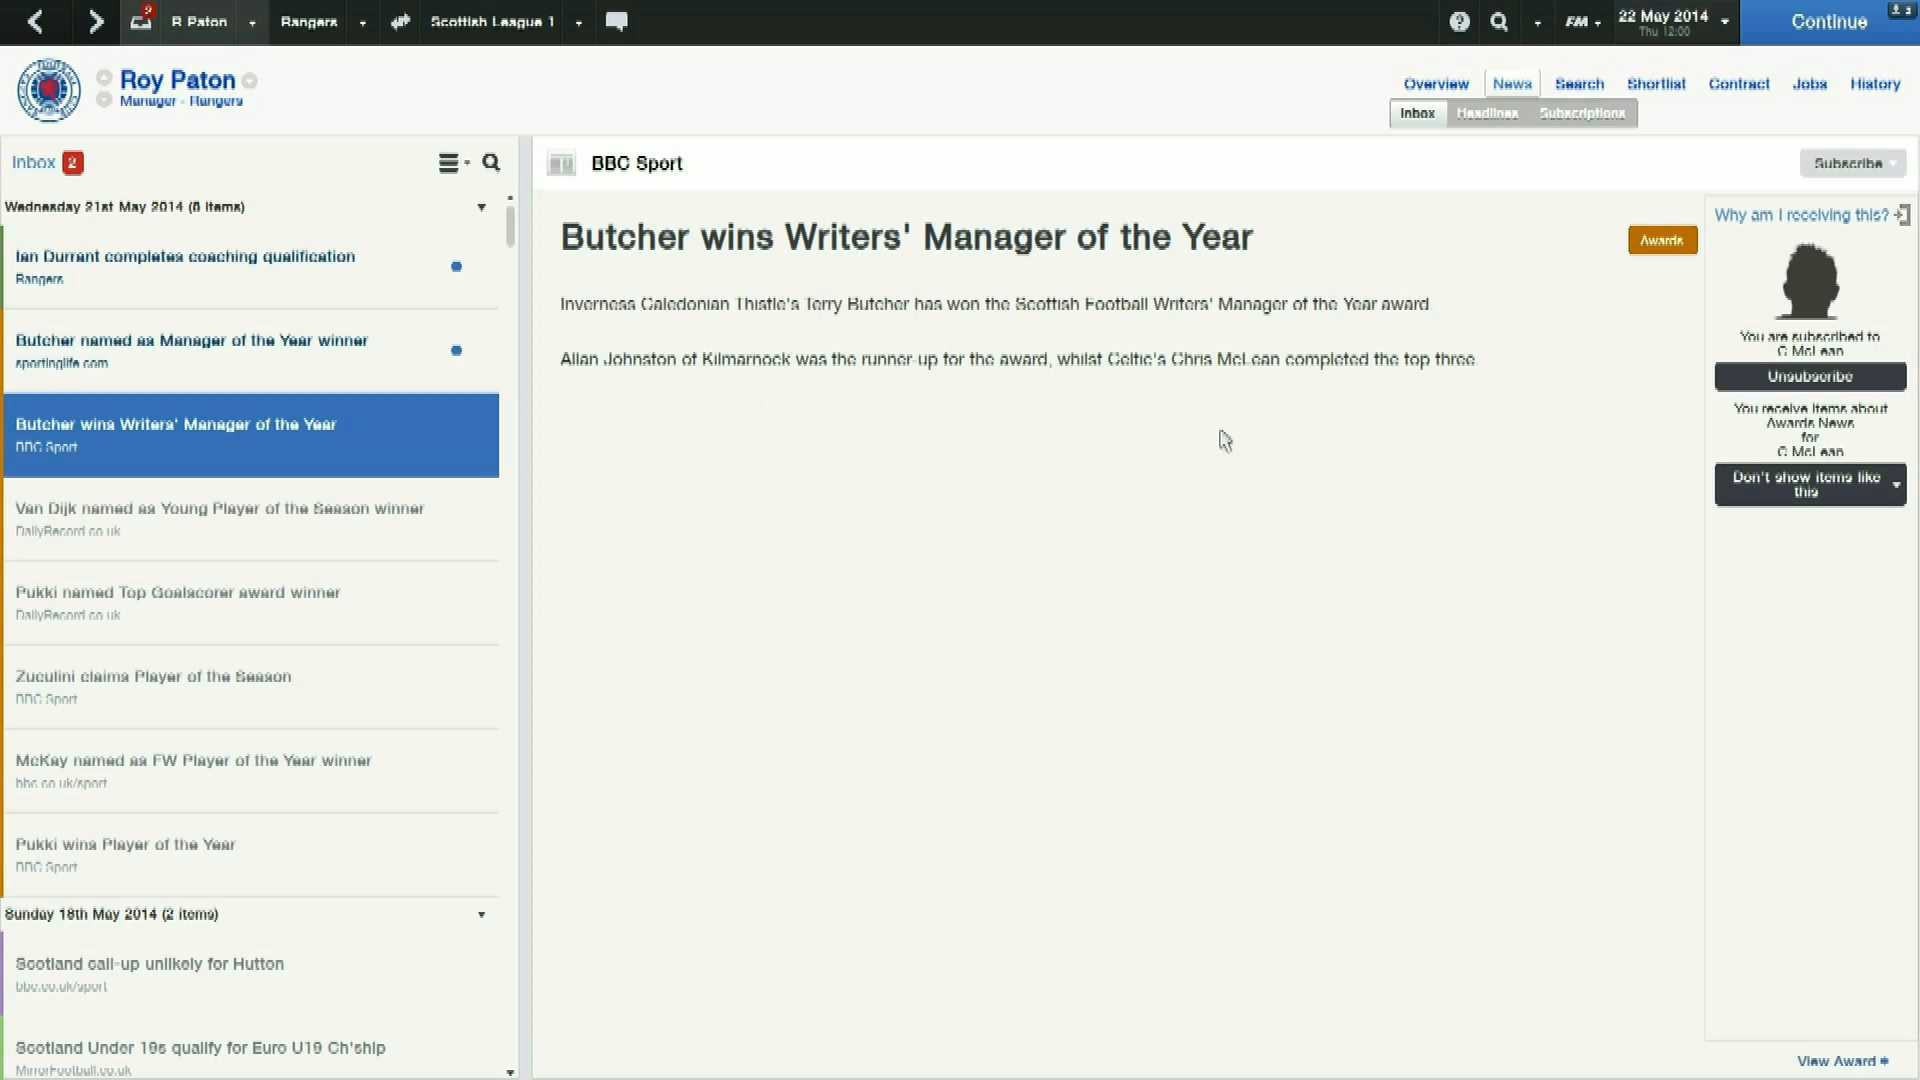 2
R Paton
Rangers
Scottish League 1
FM
22 May 2014
Thu 12:00
Continue
Roy Paton
Manager - Rangers
Overview News Search Shortlist Contract Jobs History
Inbox Headlines Subscriptions
Inbox 2
BBC Sport
Subscribe
Wednesday 21st May 2014 (8 items)
Ian Durrant completes coaching qualification
Rangers
Butcher named as Manager of the Year winner
sportinglife.com
Butcher wins Writers' Manager of the Year
BBC Sport
Van Dijk named as Young Player of the Season winner
DailyRecord.co.uk
Pukki named Top Goalscorer award winner
DailyRecord.co.uk
Zuculini claims Player of the Season
BBC Sport
McKay named as FW Player of the Year winner
bbc.co.uk/sport
Pukki wins Player of the Year
BBC Sport
Sunday 18th May 2014 (2 items)
Scotland call-up unlikely for Hutton
bbc.co.uk/sport
Scotland Under 19s qualify for Euro U19 Ch'ship
MirrorFootball.co.uk
Butcher wins Writers' Manager of the Year
Awards
Inverness Caledonian Thistle's Terry Butcher has won the Scottish Football Writers' Manager of the Year award.
Allan Johnston of Kilmarnock was the runner-up for the award, whilst Celtic's Chris McLean completed the top three.
Why am I receiving this?
You are subscribed to
C McLean
Unsubscribe
You receive items about
Awards News
for
C McLean
Don't show items like
this
View Award